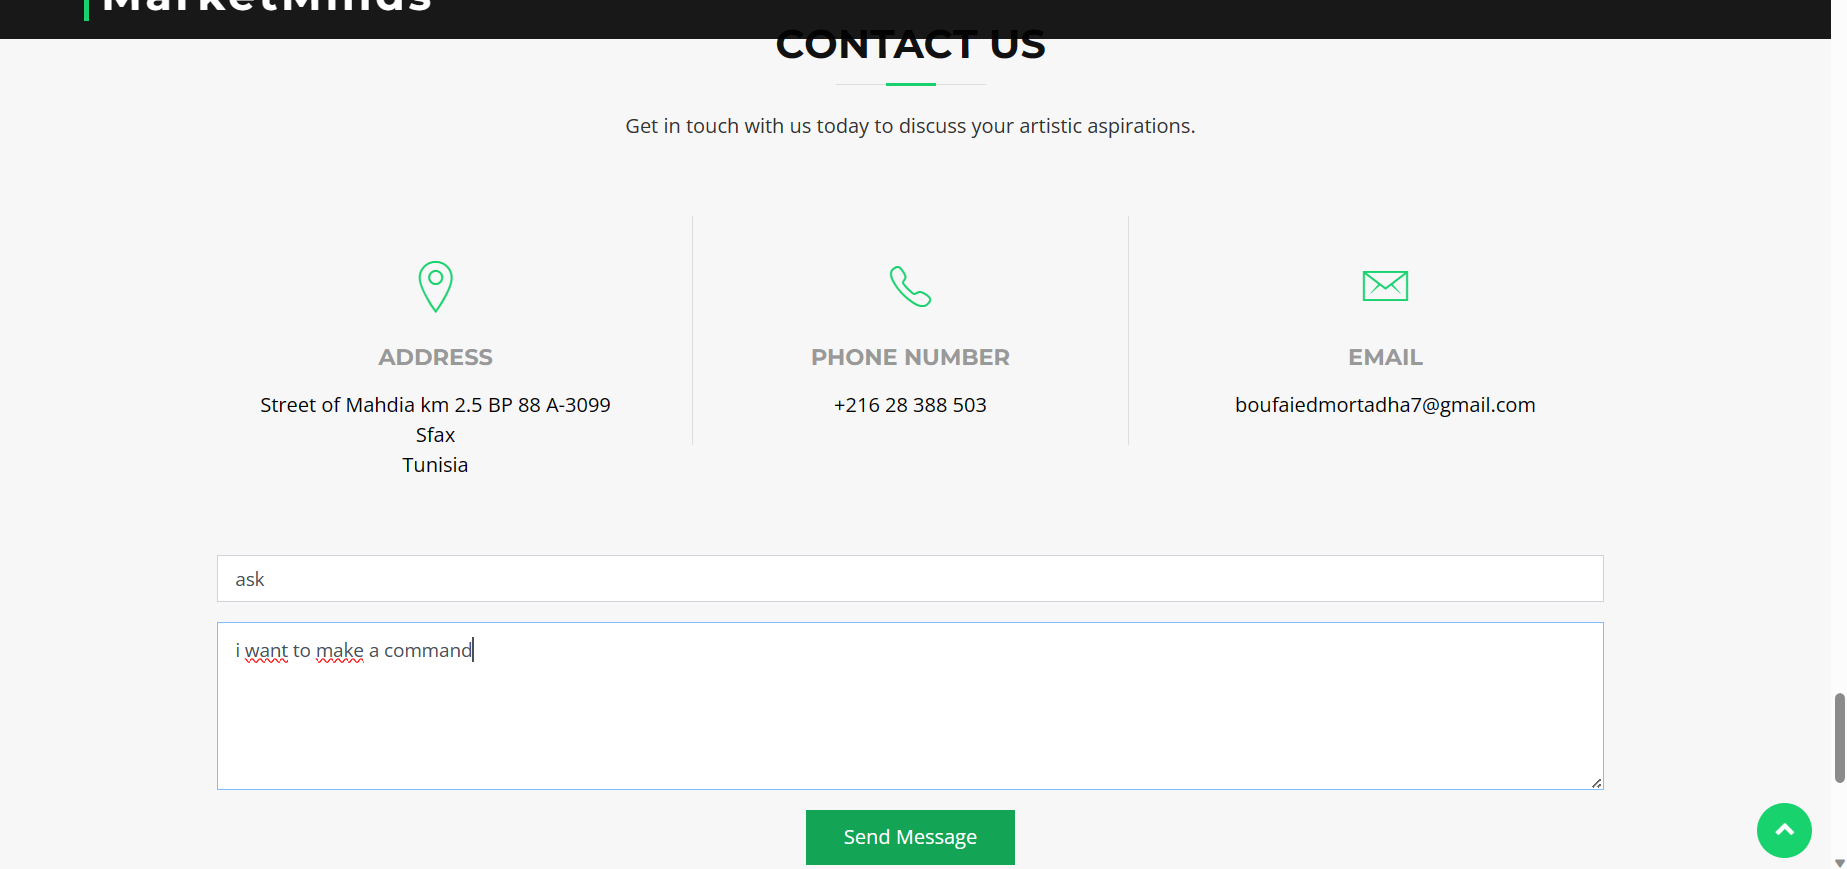 MarketMinds
CONTACT US
Get in touch with us today to discuss your artistic aspirations.
ADDRESS
Street of Mahdia km 2.5 BP 88 A-3099
Sfax
Tunisia
PHONE NUMBER
+216 28 388 503
EMAIL
boufaiedmortadha7@gmail.com
ask
i want to make a command
Send Message